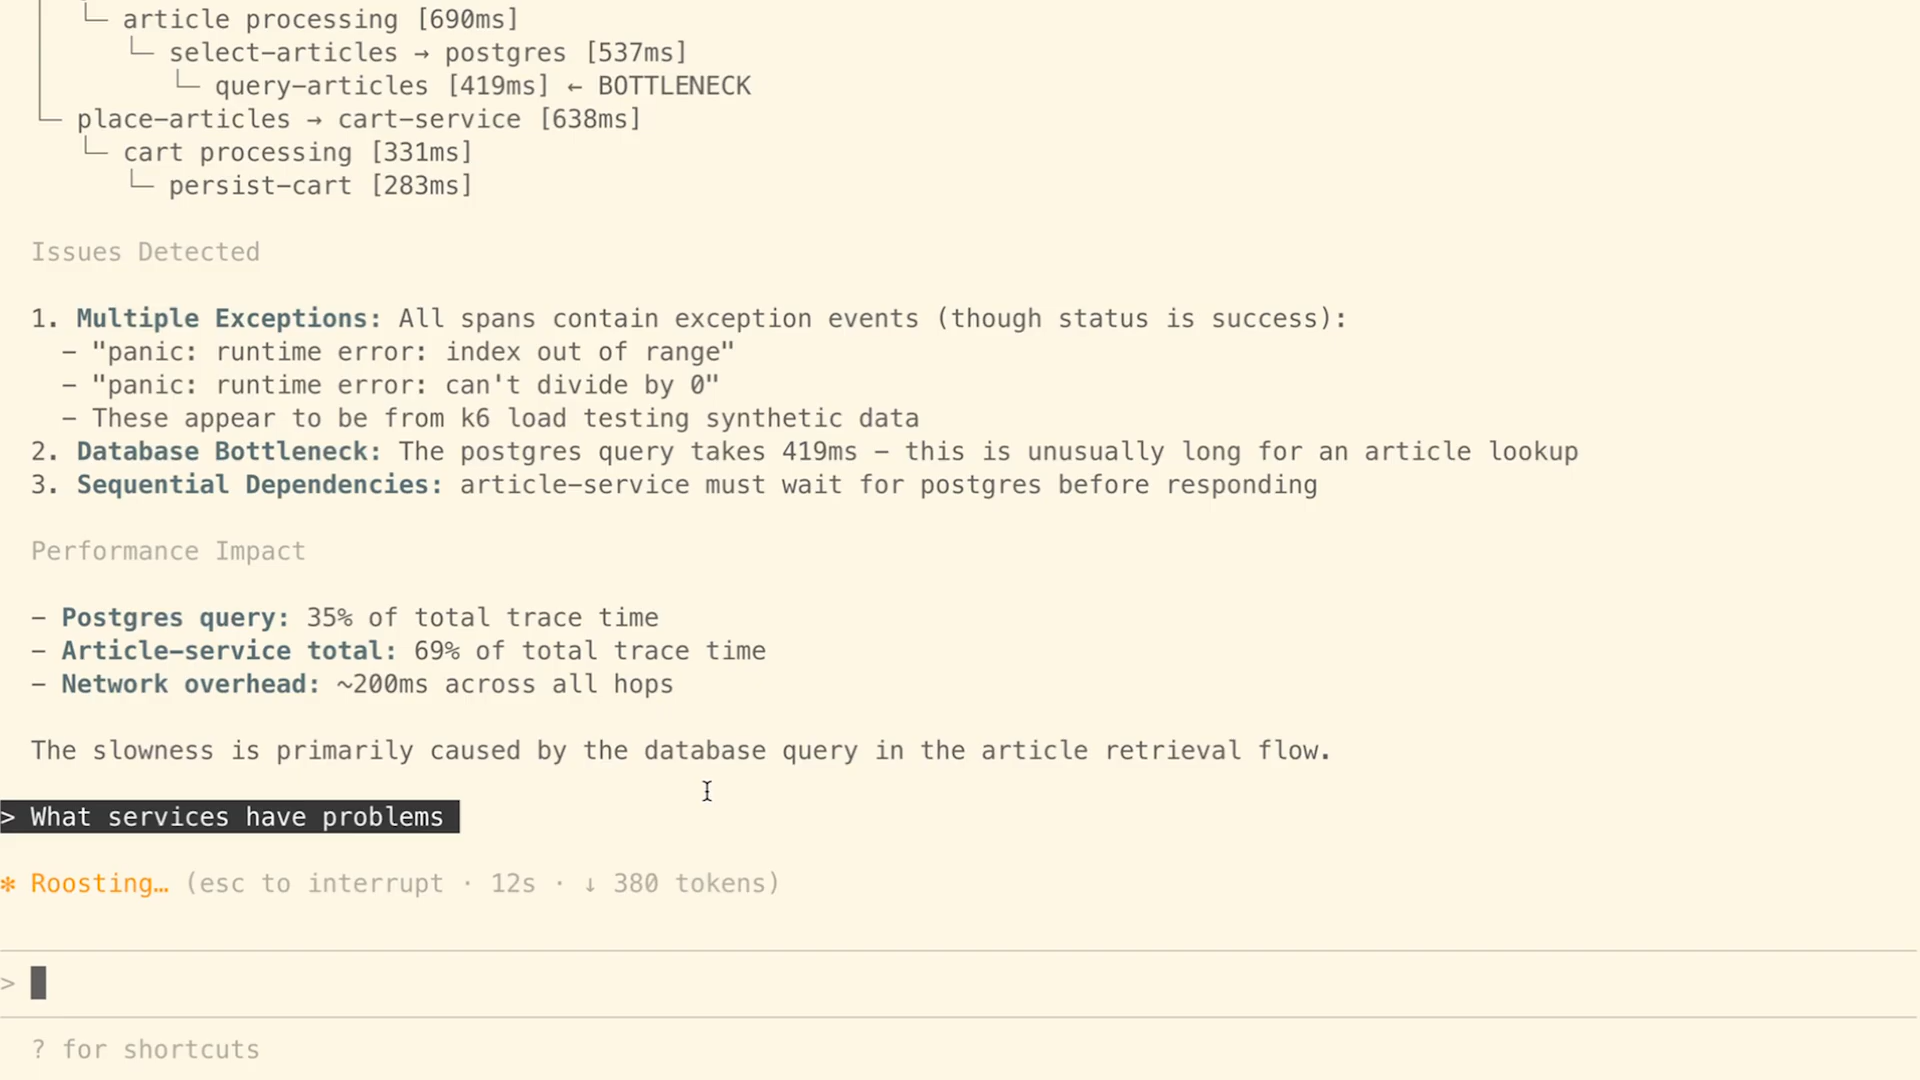 └─ article processing [690ms]
└─ select-articles → postgres [537ms]
└─ query-articles [419ms] ← BOTTLENECK
└─ place-articles → cart-service [638ms]
└─ cart processing [331ms]
└─ persist-cart [283ms]
Issues Detected
1. Multiple Exceptions: All spans contain exception events (though status is success):
- "panic: runtime error: index out of range"
- "panic: runtime error: can't divide by 0"
- These appear to be from k6 load testing synthetic data
2. Database Bottleneck: The postgres query takes 419ms - this is unusually long for an article lookup
3. Sequential Dependencies: article-service must wait for postgres before responding
Performance Impact
- Postgres query: 35% of total trace time
- Article-service total: 69% of total trace time
- Network overhead: ~200ms across all hops
The slowness is primarily caused by the database query in the article retrieval flow.
> What services have problems
✻ Roosting… (esc to interrupt · 12s · ↓ 380 tokens)
>
? for shortcuts